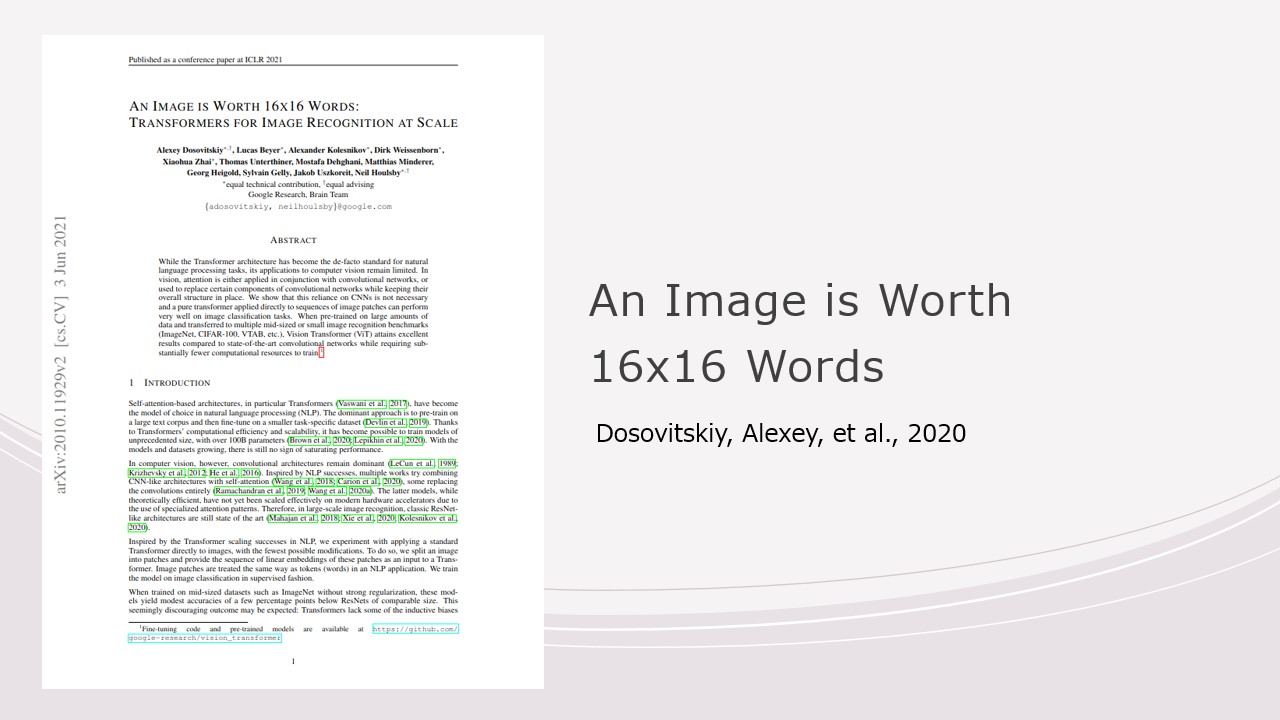 Published as a conference paper at ICLR 2021
AN IMAGE IS WORTH 16X16 WORDS:
TRANSFORMERS FOR IMAGE RECOGNITION AT SCALE
Alexey Dosovitskiy*,†, Lucas Beyer*, Alexander Kolesnikov*, Dirk Weissenborn*,
Xiaohua Zhai*, Thomas Unterthiner, Mostafa Dehghani, Matthias Minderer,
Georg Heigold, Sylvain Gelly, Jakob Uszkoreit, Neil Houlsby*,†
*equal technical contribution, †equal advising
Google Research, Brain Team
{adosovitskiy, neilhoulsby}@google.com
ABSTRACT
While the Transformer architecture has become the de-facto standard for natural
language processing tasks, its applications to computer vision remain limited. In
vision, attention is either applied in conjunction with convolutional networks, or
used to replace certain components of convolutional networks while keeping their
overall structure in place. We show that this reliance on CNNs is not necessary
and a pure transformer applied directly to sequences of image patches can perform
very well on image classification tasks. When pre-trained on large amounts of
data and transferred to multiple mid-sized or small image recognition benchmarks
(ImageNet, CIFAR-100, VTAB, etc.), Vision Transformer (ViT) attains excellent
results compared to state-of-the-art convolutional networks while requiring sub-
stantially fewer computational resources to train.1
1 INTRODUCTION
Self-attention-based architectures, in particular Transformers (Vaswani et al., 2017), have become
the model of choice in natural language processing (NLP). The dominant approach is to pre-train on
a large text corpus and then fine-tune on a smaller task-specific dataset (Devlin et al., 2019). Thanks
to Transformers' computational efficiency and scalability, it has become possible to train models of
unprecedented size, with over 100B parameters (Brown et al., 2020; Lepikhin et al., 2020). With the
models and datasets growing, there is still no sign of saturating performance.
In computer vision, however, convolutional architectures remain dominant (LeCun et al., 1989;
Krizhevsky et al., 2012; He et al., 2016). Inspired by NLP successes, multiple works try combining
CNN-like architectures with self-attention (Wang et al., 2018; Carion et al., 2020), some replacing
the convolutions entirely (Ramachandran et al., 2019; Wang et al., 2020a). The latter models, while
theoretically efficient, have not yet been scaled effectively on modern hardware accelerators due to
the use of specialized attention patterns. Therefore, in large-scale image recognition, classic ResNet-
like architectures are still state of the art (Mahajan et al., 2018; Xie et al., 2020; Kolesnikov et al.,
2020).
Inspired by the Transformer scaling successes in NLP, we experiment with applying a standard
Transformer directly to images, with the fewest possible modifications. To do so, we split an image
into patches and provide the sequence of linear embeddings of these patches as an input to a Trans-
former. Image patches are treated the same way as tokens (words) in an NLP application. We train
the model on image classification in supervised fashion.
When trained on mid-sized datasets such as ImageNet without strong regularization, these mod-
els yield modest accuracies of a few percentage points below ResNets of comparable size. This
seemingly discouraging outcome may be expected: Transformers lack some of the inductive biases
1Fine-tuning code and pre-trained models are available at https://github.com/
google-research/vision_transformer
1
arXiv:2010.11929v2 [cs.CV] 3 Jun 2021
An Image is Worth
16x16 Words
Dosovitskiy, Alexey, et al., 2020